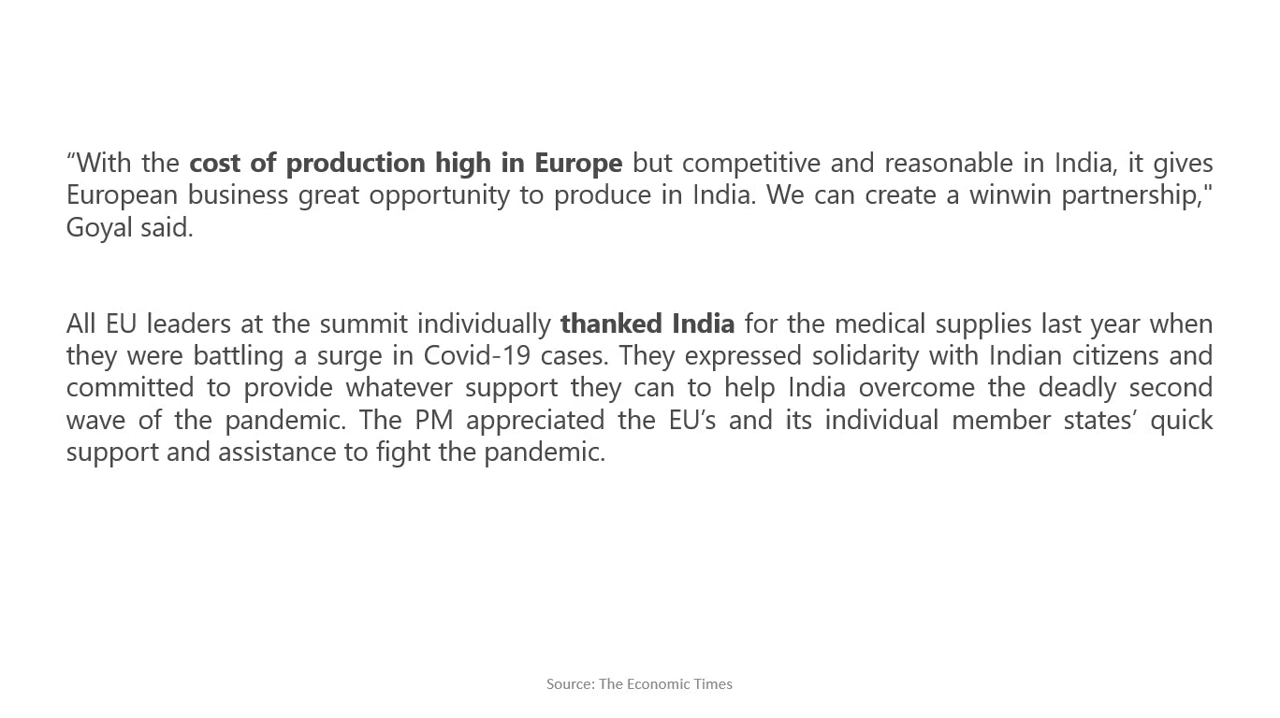 “With the cost of production high in Europe but competitive and reasonable in India, it gives
European business great opportunity to produce in India. We can create a winwin partnership,"
Goyal said.
All EU leaders at the summit individually thanked India for the medical supplies last year when
they were battling a surge in Covid-19 cases. They expressed solidarity with Indian citizens and
committed to provide whatever support they can to help India overcome the deadly second
wave of the pandemic. The PM appreciated the EU’s and its individual member states’ quick
support and assistance to fight the pandemic.
Source: The Economic Times